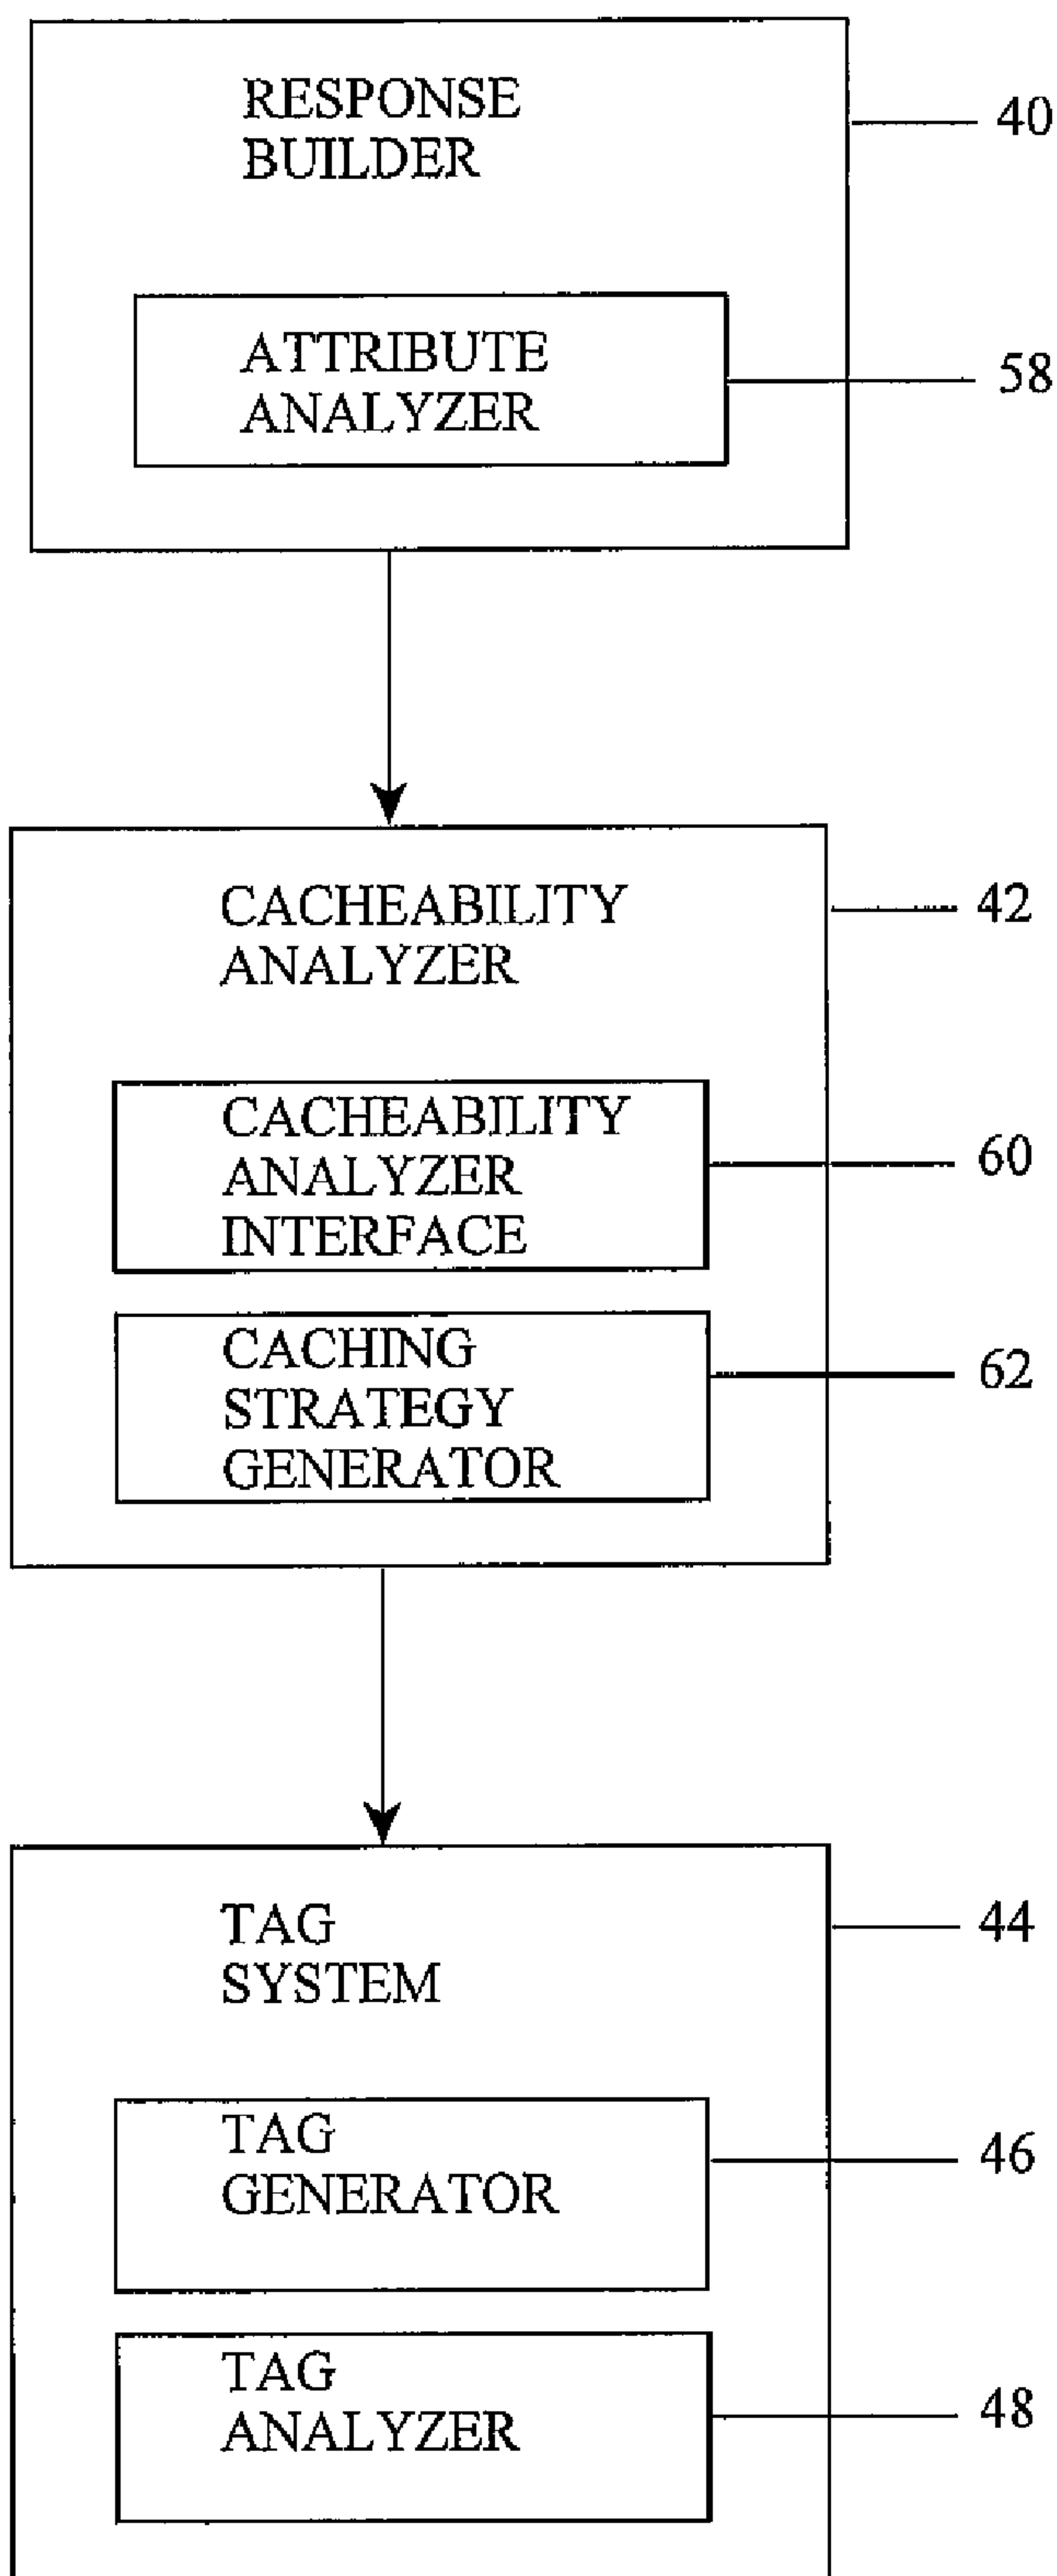 RESPONSE
BUILDER
40
ATTRIBUTE
ANALYZER
58
CACHEABILITY
ANALYZER
42
CACHEABILITY
ANALYZER
INTERFACE
60
CACHING
STRATEGY
GENERATOR
62
TAG
SYSTEM
44
TAG
GENERATOR
46
TAG
ANALYZER
48